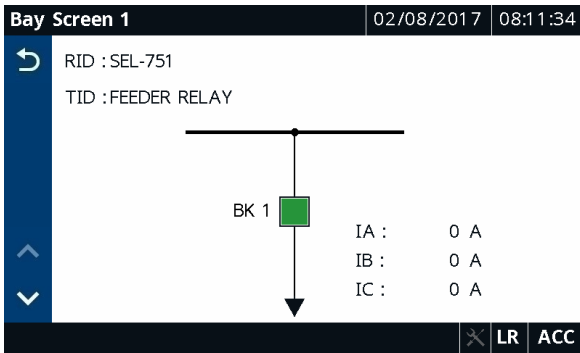 Bay Screen 1 02/08/2017 08:11:34
RID : SEL-751
TID : FEEDER RELAY
BK 1
IA : 0 A
IB : 0 A
IC : 0 A
LR ACC